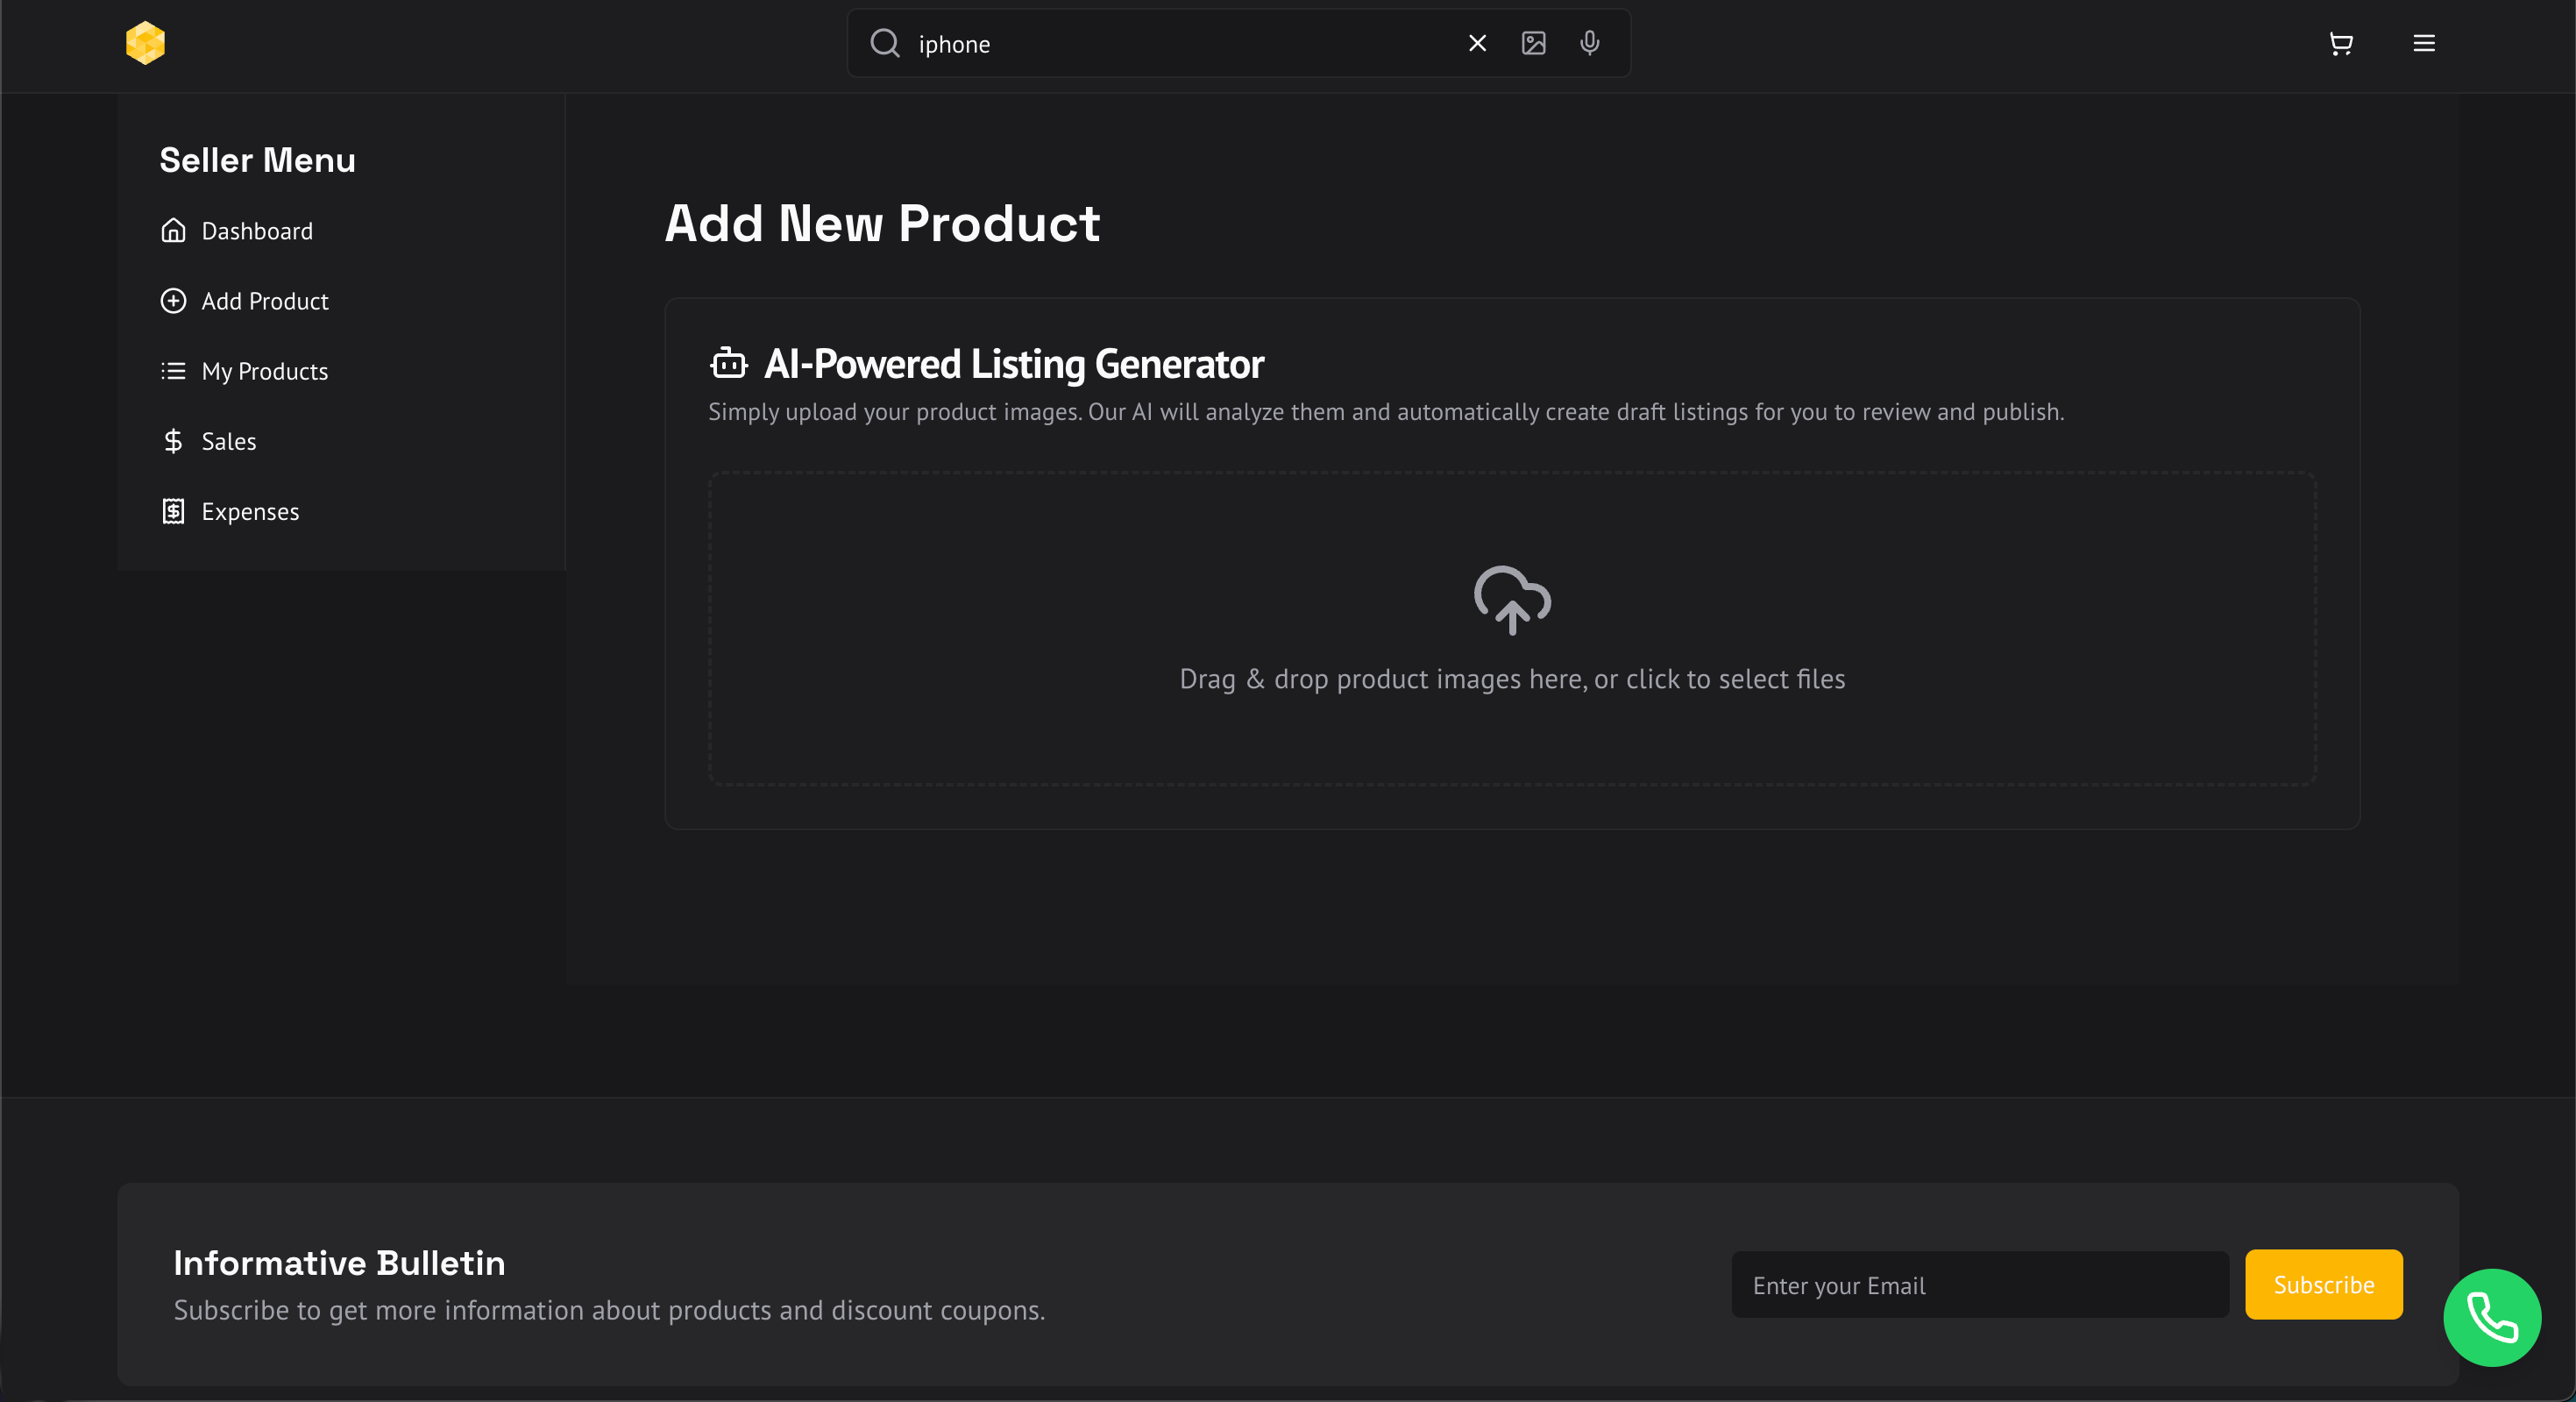 iphone
Seller Menu
Dashboard
Add Product
My Products
Sales
Expenses
Add New Product
AI-Powered Listing Generator
Simply upload your product images. Our AI will analyze them and automatically create draft listings for you to review and publish.
Drag & drop product images here, or click to select files
Informative Bulletin
Subscribe to get more information about products and discount coupons.
Enter your Email
Subscribe